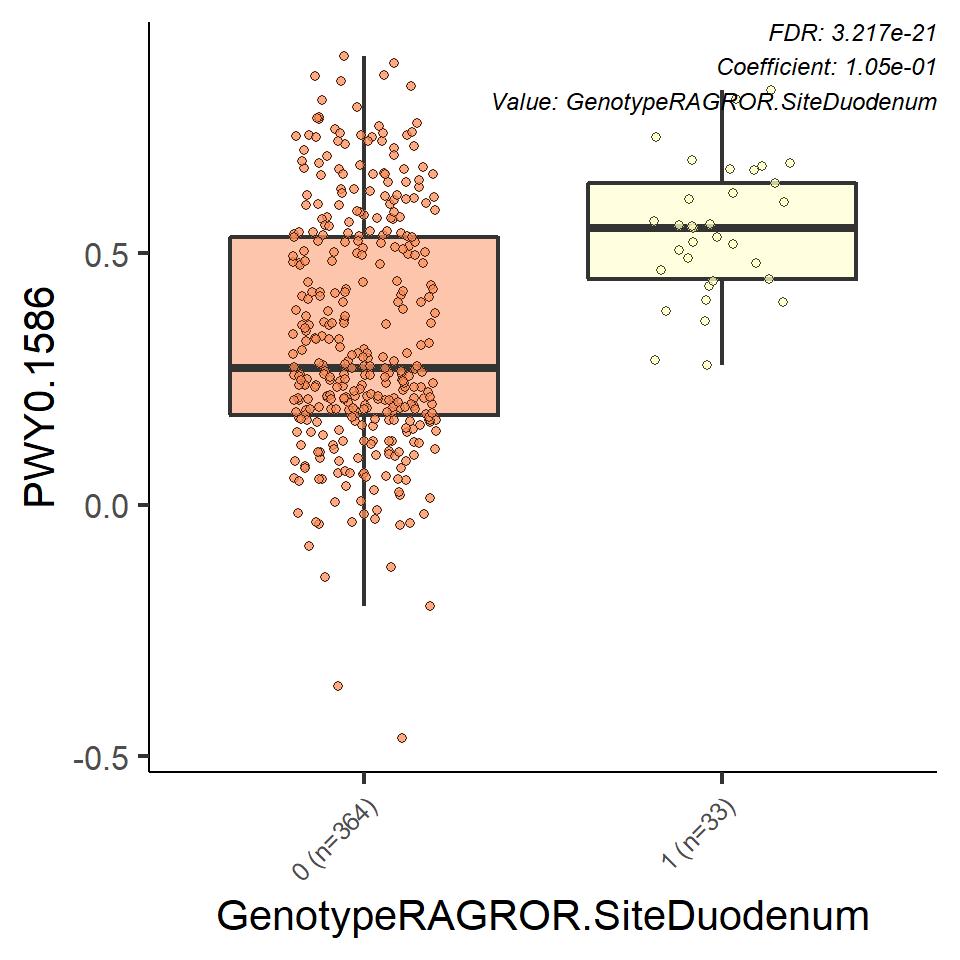 FDR: 3.217e-21
Coefficient: 1.05e-01
Value: GenotypeRAGROR.SiteDuodenum
PWY0.1586
0.5
0.0
-0.5
0 (n=364)
1 (n=33)
GenotypeRAGROR.SiteDuodenum